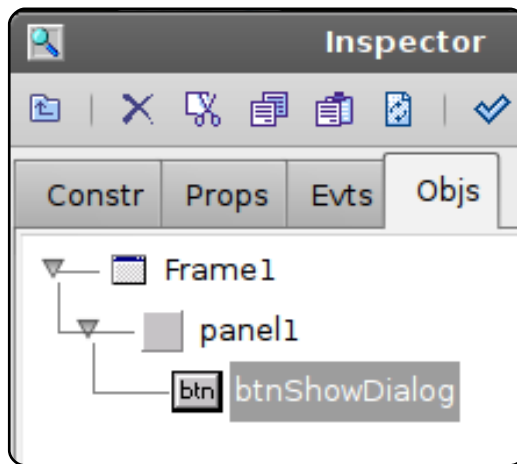 Inspector
Constr Props Evts Objs
Frame1
panel1
btn btnShowDialog